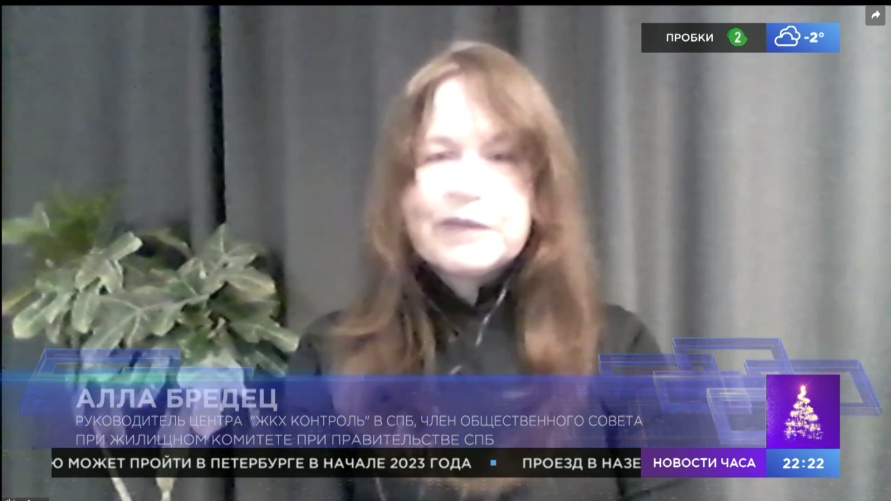 ПРОБКИ 2 -2°
АЛЛА БРЕДЕЦ
РУКОВОДИТЕЛЬ ЦЕНТРА "ЖКХ КОНТРОЛЬ" В СПБ, ЧЛЕН ОБЩЕСТВЕННОГО СОВЕТА
ПРИ ЖИЛИЩНОМ КОМИТЕТЕ ПРИ ПРАВИТЕЛЬСТВЕ СПБ
Ю МОЖЕТ ПРОЙТИ В ПЕТЕРБУРГЕ В НАЧАЛЕ 2023 ГОДА ▪ ПРОЕЗД В НАЗЕ НОВОСТИ ЧАСА 22:22